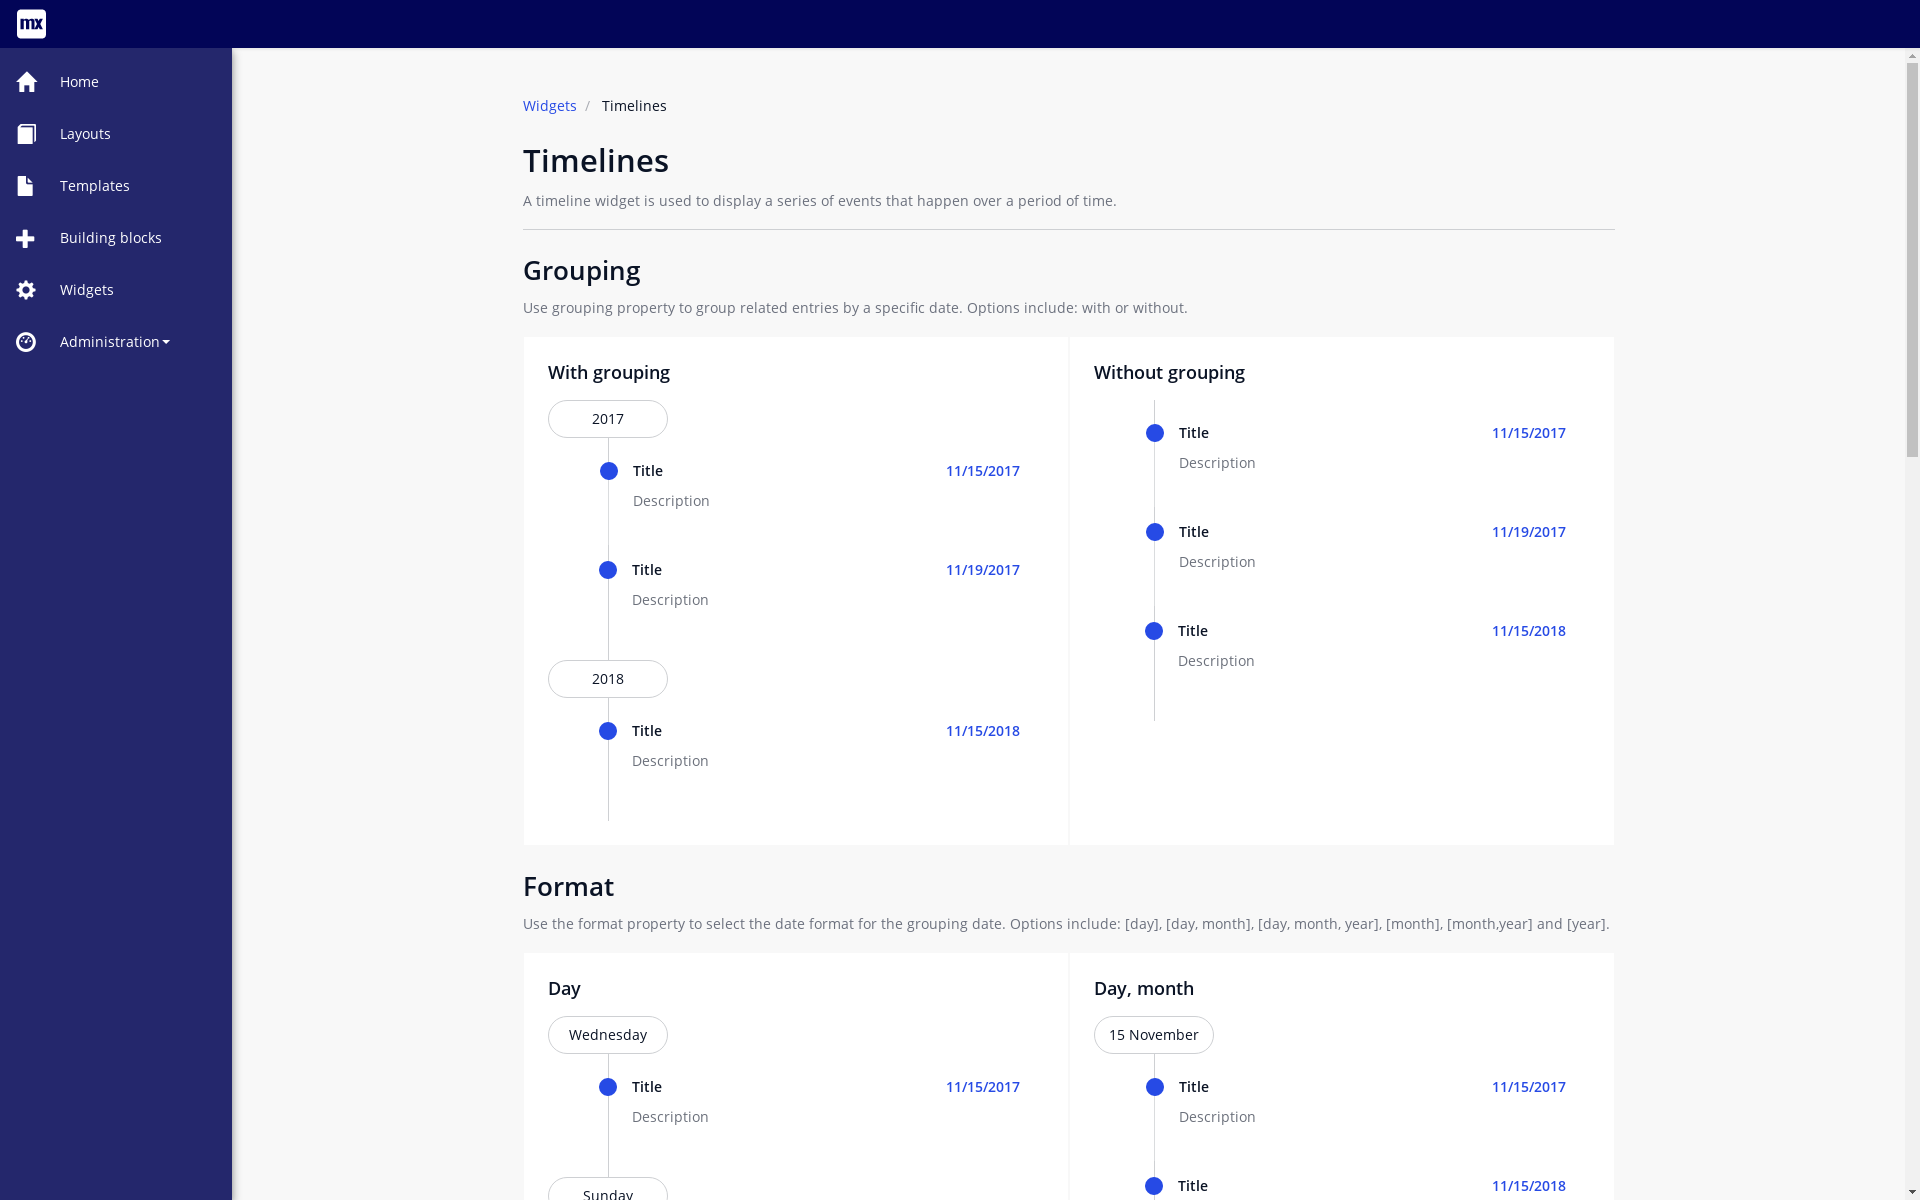 mx
Home
Layouts
Templates
Building blocks
Widgets
Administration
Widgets / Timelines
Timelines
A timeline widget is used to display a series of events that happen over a period of time.
Grouping
Use grouping property to group related entries by a specific date. Options include: with or without.
With grouping
2017
Title 11/15/2017
Description
Title 11/19/2017
Description
2018
Title 11/15/2018
Description
Without grouping
Title 11/15/2017
Description
Title 11/19/2017
Description
Title 11/15/2018
Description
Format
Use the format property to select the date format for the grouping date. Options include: [day], [day, month], [day, month, year], [month], [month,year] and [year].
Day
Wednesday
Title 11/15/2017
Description
Sunday
Day, month
15 November
Title 11/15/2017
Description
Title 11/15/2018